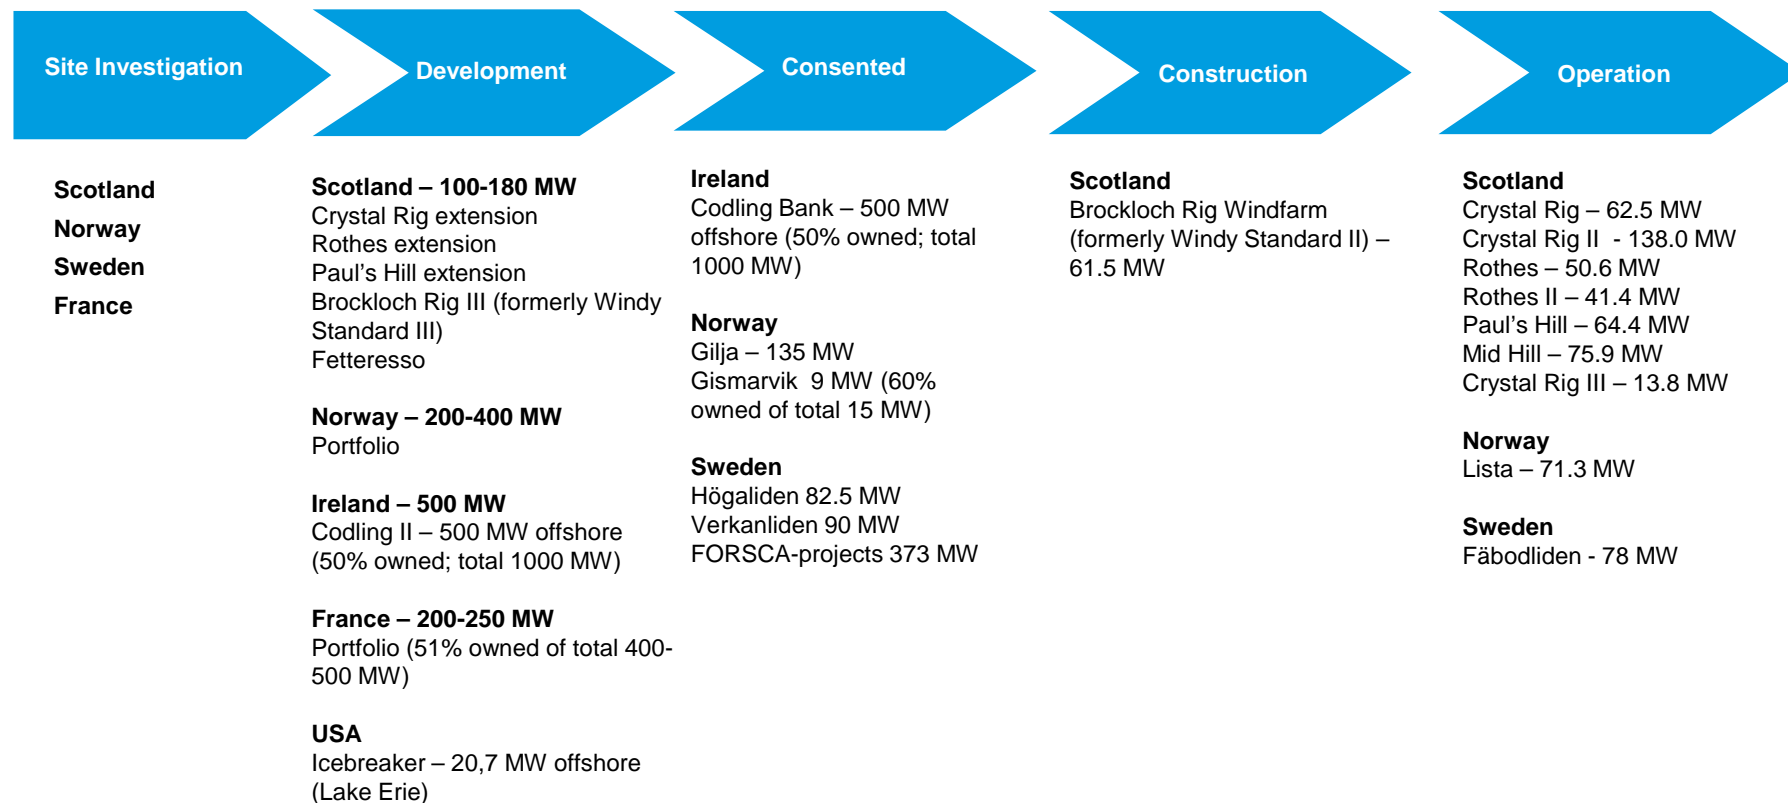 Site Investigation
Development
Consented
Construction
Operation
Scotland
Norway
Sweden
France
Scotland – 100-180 MW
Crystal Rig extension
Rothes extension
Paul's Hill extension
Brockloch Rig III (formerly Windy
Standard III)
Fetteresso
Norway – 200-400 MW
Portfolio
Ireland – 500 MW
Codling II – 500 MW offshore
(50% owned; total 1000 MW)
France – 200-250 MW
Portfolio (51% owned of total 400-
500 MW)
USA
Icebreaker – 20,7 MW offshore
(Lake Erie)
Ireland
Codling Bank – 500 MW
offshore (50% owned; total
1000 MW)
Norway
Gilja – 135 MW
Gismarvik  9 MW (60%
owned of total 15 MW)
Sweden
Högaliden 82.5 MW
Verkanliden 90 MW
FORSCA-projects 373 MW
Scotland
Brockloch Rig Windfarm
(formerly Windy Standard II) –
61.5 MW
Scotland
Crystal Rig – 62.5 MW
Crystal Rig II  - 138.0 MW
Rothes – 50.6 MW
Rothes II – 41.4 MW
Paul's Hill – 64.4 MW
Mid Hill – 75.9 MW
Crystal Rig III – 13.8 MW
Norway
Lista – 71.3 MW
Sweden
Fäbodliden - 78 MW